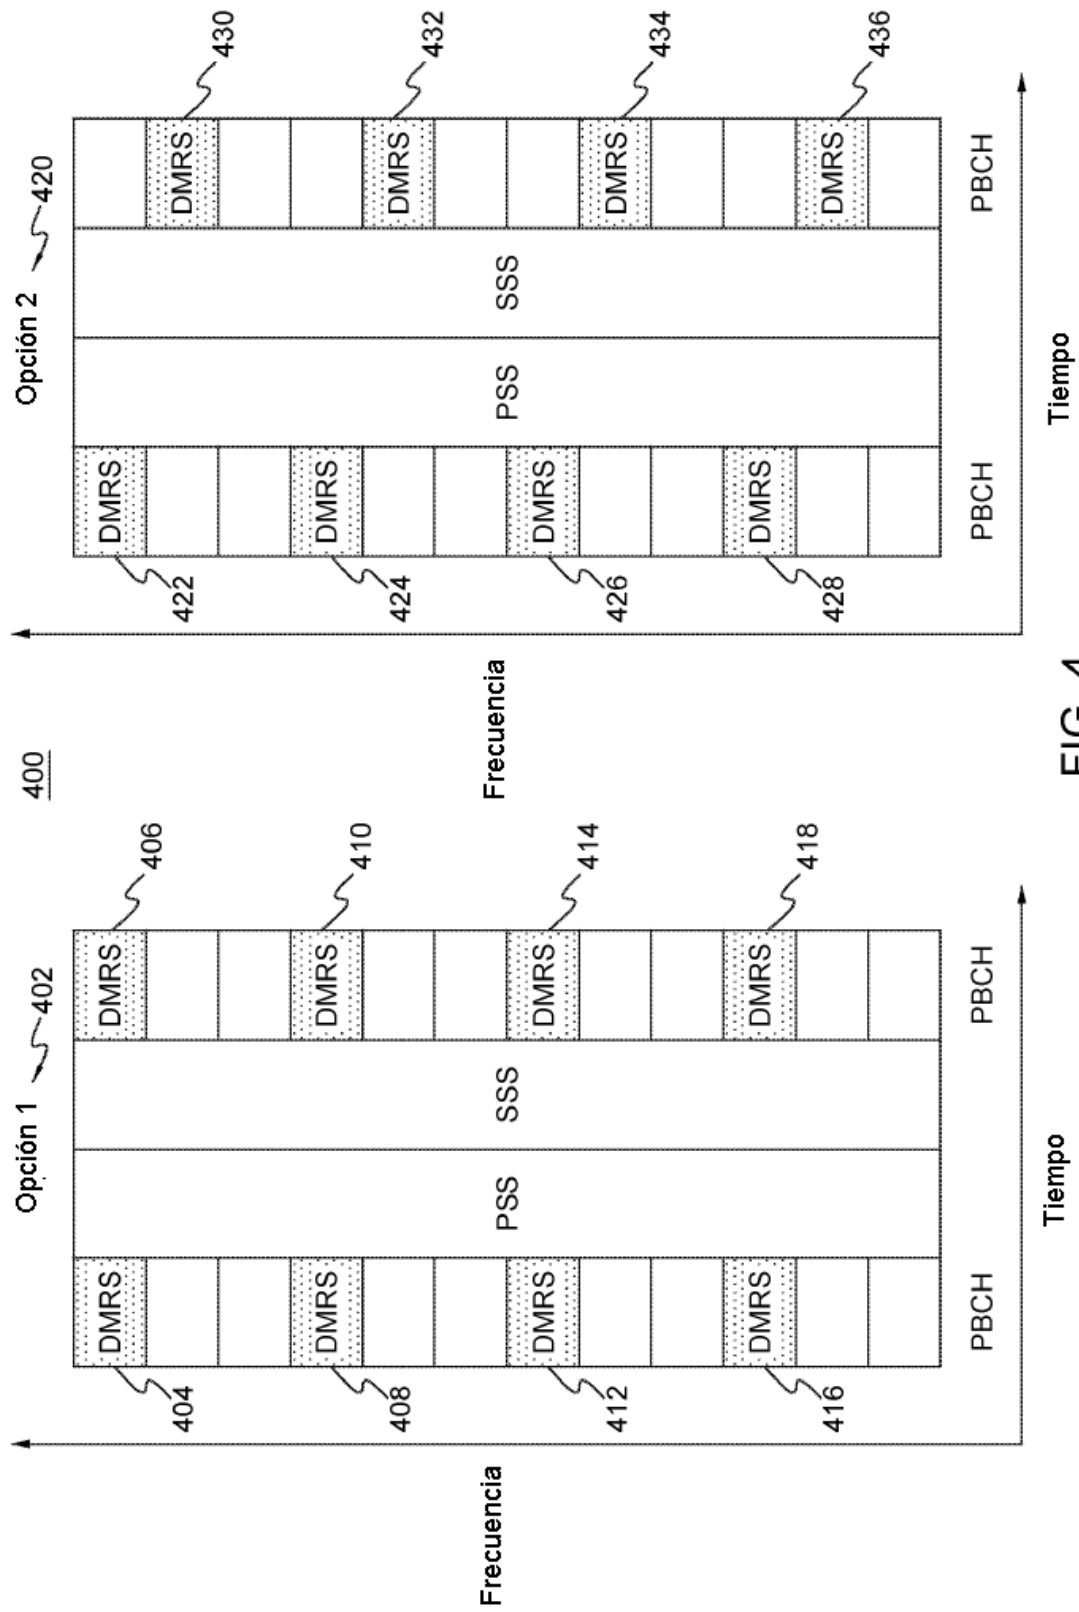 400
Opción 1
402
Frecuencia
404
DMRS
408
DMRS
412
DMRS
416
DMRS
PBCH
PSS
SSS
DMRS
406
DMRS
410
DMRS
414
DMRS
418
PBCH
Tiempo
Opción 2
420
Frecuencia
422
DMRS
424
DMRS
426
DMRS
428
DMRS
PBCH
PSS
SSS
DMRS
430
DMRS
432
DMRS
434
DMRS
436
PBCH
Tiempo
FIG. 4